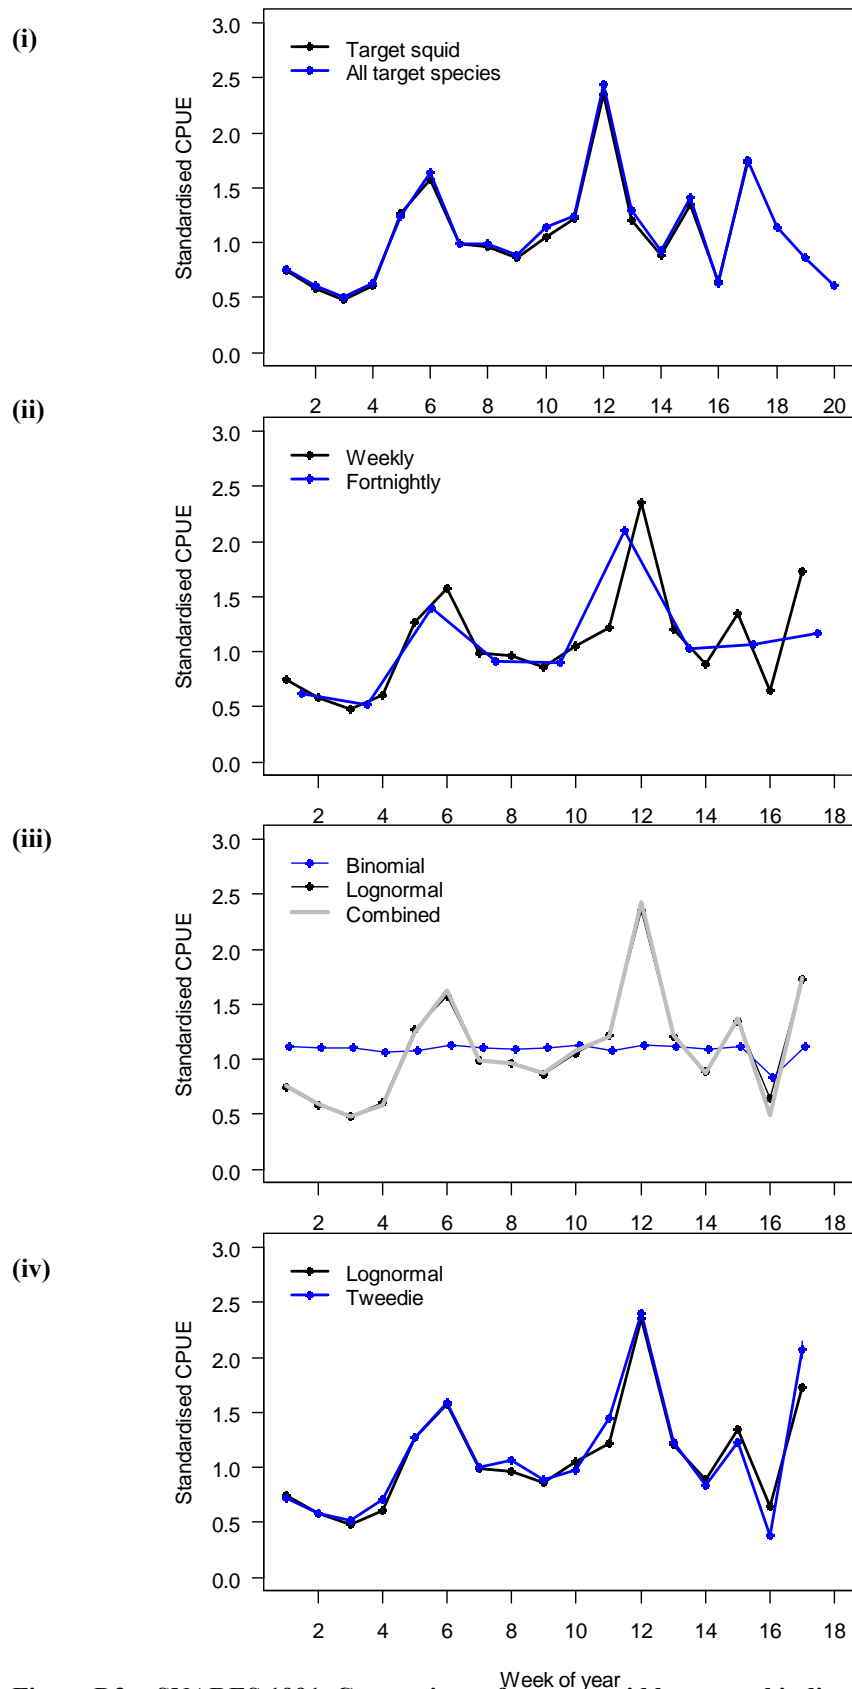 (i)
3.0
2.5
2.0
1.5
1.0
0.5
0.0
Standardised CPUE
Target squid
All target species
2 4 6 8 10 12 14 16 18 20
(ii)
3.0
2.5
2.0
1.5
1.0
0.5
0.0
Standardised CPUE
Weekly
Fortnightly
2 4 6 8 10 12 14 16 18
(iii)
3.0
2.5
2.0
1.5
1.0
0.5
0.0
Standardised CPUE
Binomial
Lognormal
Combined
2 4 6 8 10 12 14 16 18
(iv)
3.0
2.5
2.0
1.5
1.0
0.5
0.0
Standardised CPUE
Lognormal
Tweedie
2 4 6 8 10 12 14 16 18
Week of year